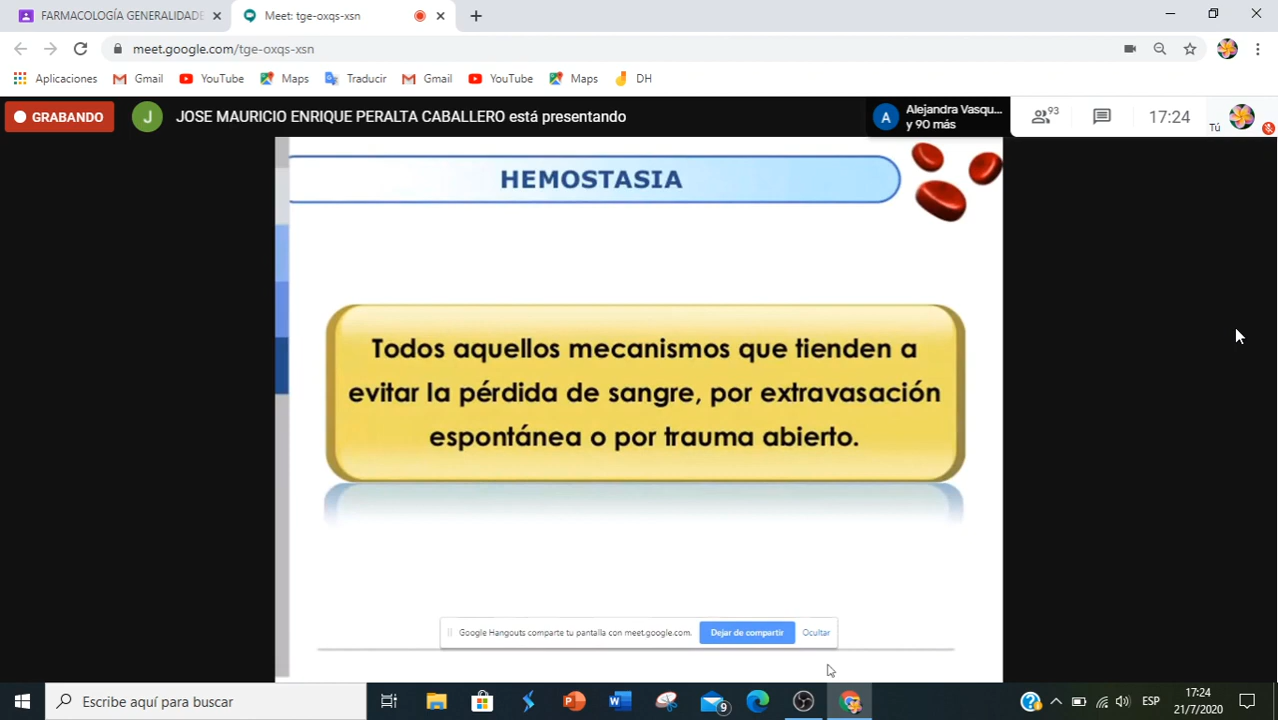 FARMACOLOGÍA GENERALIDADE
Meet: tge-oxqs-xsn
meet.google.com/tge-oxqs-xsn
Aplicaciones Gmail YouTube Maps Traducir Gmail YouTube Maps DH
GRABANDO J JOSE MAURICIO ENRIQUE PERALTA CABALLERO está presentando
A Alejandra Vasqu...
y 90 más
93
17:24
Tú
HEMOSTASIA
Todos aquellos mecanismos que tienden a
evitar la pérdida de sangre, por extravasación
espontánea o por trauma abierto.
Google Hangouts comparte tu pantalla con meet.google.com. Dejar de compartir Ocultar
Escribe aquí para buscar
9
ESP
17:24
21/7/2020